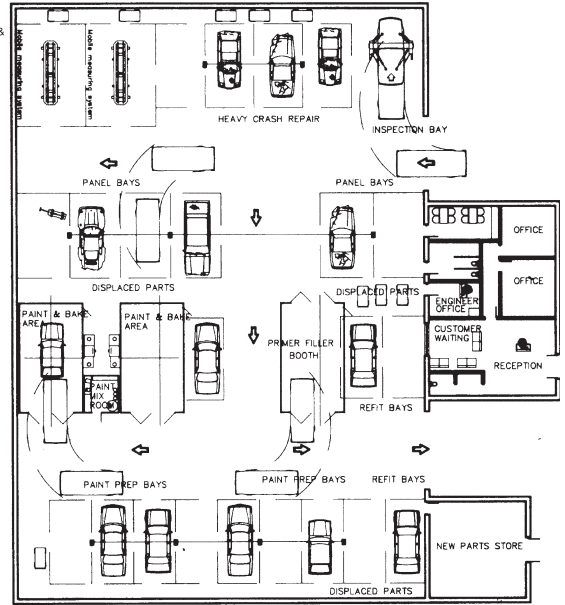 &
Mobile measuring system
Mobile measuring system
HEAVY CRASH REPAIR
INSPECTION BAY
PANEL BAYS
PANEL BAYS
OFFICE
DISPLACED PARTS
DISPLACED PARTS
OFFICE
ENGINEER
OFFICE
PAINT & BAKE
AREA
PAINT & BAKE
AREA
PRIMER FILLER
BOOTH
CUSTOMER
WAITING
RECEPTION
PAINT
MIX
ROOM
REFIT BAYS
PAINT PREP BAYS
PAINT PREP BAYS
REFIT BAYS
NEW PARTS STORE
DISPLACED PARTS